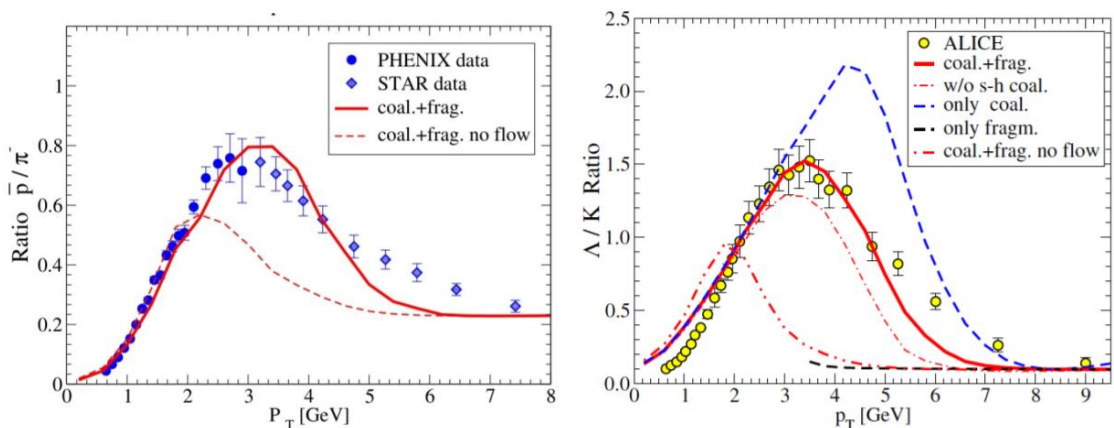 1
0.8
0.6
0.4
0.2
0
0 1 2 3 4 5 6 7 8
Ratio p̅ / π⁻
P_T [GeV]
PHENIX data
STAR data
coal.+frag.
coal.+frag. no flow
2.5
2.0
1.5
1.0
0.5
0.0
0 1 2 3 4 5 6 7 8 9
Λ / K Ratio
p_T [GeV]
ALICE
coal.+frag.
w/o s-h coal.
only coal.
only fragm.
coal.+frag. no flow